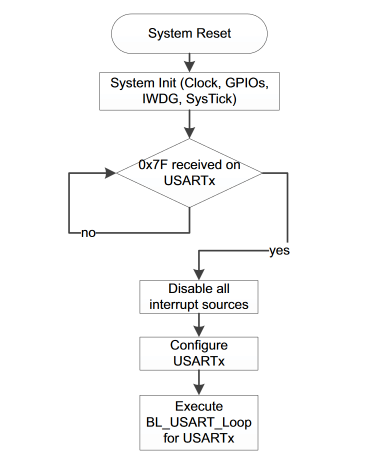 System Reset
System Init (Clock, GPIOs,
IWDG, SysTick)
0x7F received on
USARTx
no
yes
Disable all
interrupt sources
Configure
USARTx
Execute
BL_USART_Loop
for USARTx